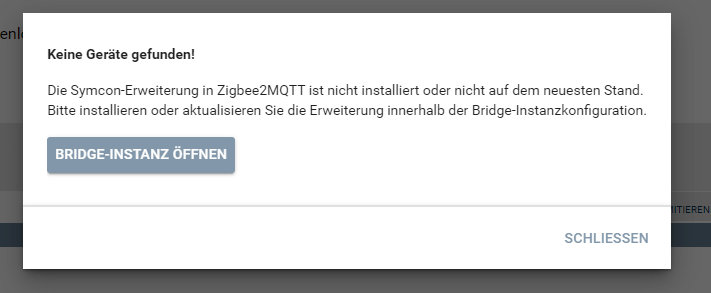 enl
Keine Geräte gefunden!
Die Symcon-Erweiterung in Zigbee2MQTT ist nicht installiert oder nicht auf dem neuesten Stand.
Bitte installieren oder aktualisieren Sie die Erweiterung innerhalb der Bridge-Instanzkonfiguration.
BRIDGE-INSTANZ ÖFFNEN
ITIEREN
SCHLIESSEN